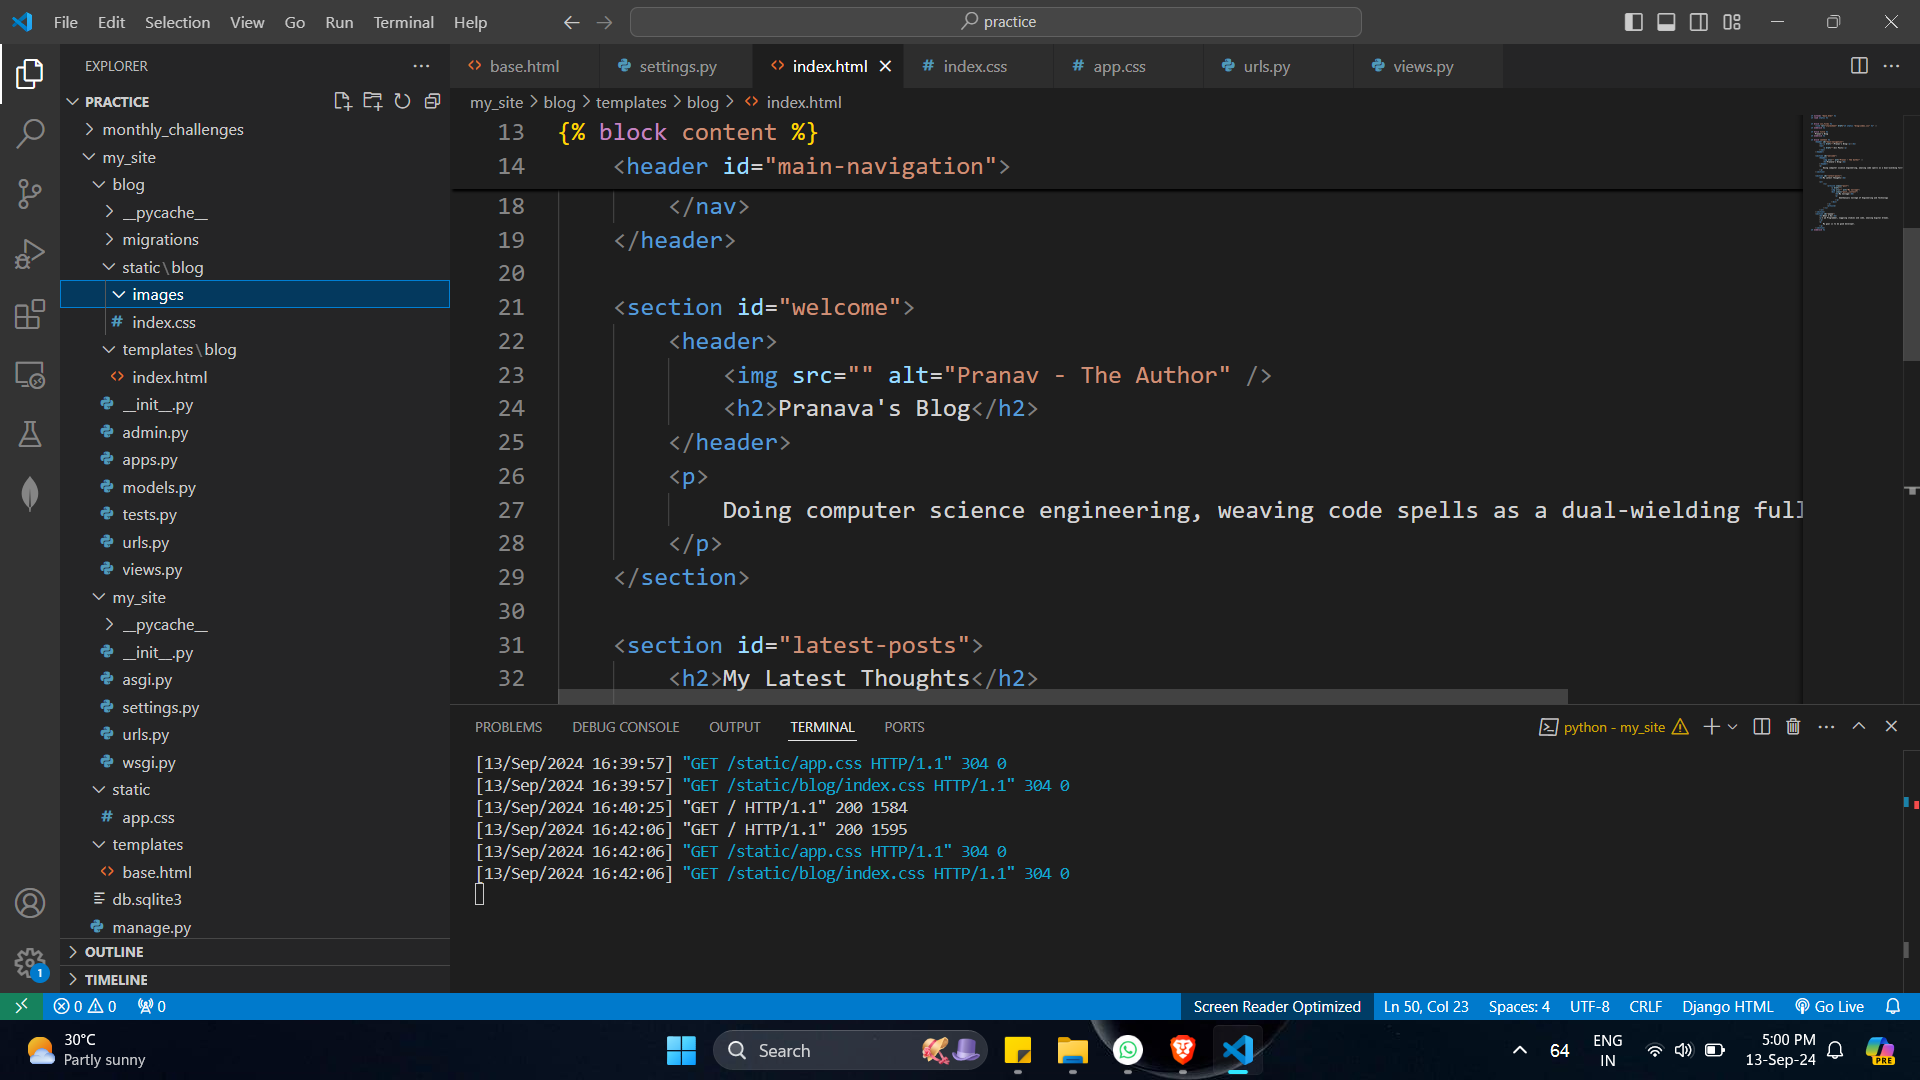 File Edit Selection View Go Run Terminal Help
practice
EXPLORER
base.html
settings.py
index.html
# index.css
# app.css
urls.py
views.py
PRACTICE
my_site > blog > templates > blog > <> index.html
monthly_challenges
my_site
blog
__pycache__
migrations
static\blog
images
# index.css
templates\blog
<> index.html
__init__.py
admin.py
apps.py
models.py
tests.py
urls.py
views.py
my_site
__pycache__
__init__.py
asgi.py
settings.py
urls.py
wsgi.py
static
# app.css
templates
<> base.html
db.sqlite3
manage.py
OUTLINE
TIMELINE
13 {% block content %}
14 <header id="main-navigation">
18 </nav>
19 </header>
20
21 <section id="welcome">
22 <header>
23 <img src="" alt="Pranav - The Author" />
24 <h2>Pranava's Blog</h2>
25 </header>
26 <p>
27 Doing computer science engineering, weaving code spells as a dual-wielding full
28 </p>
29 </section>
30
31 <section id="latest-posts">
32 <h2>My Latest Thoughts</h2>
PROBLEMS DEBUG CONSOLE OUTPUT TERMINAL PORTS
python - my_site
[13/Sep/2024 16:39:57] "GET /static/app.css HTTP/1.1" 304 0
[13/Sep/2024 16:39:57] "GET /static/blog/index.css HTTP/1.1" 304 0
[13/Sep/2024 16:40:25] "GET / HTTP/1.1" 200 1584
[13/Sep/2024 16:42:06] "GET / HTTP/1.1" 200 1595
[13/Sep/2024 16:42:06] "GET /static/app.css HTTP/1.1" 304 0
[13/Sep/2024 16:42:06] "GET /static/blog/index.css HTTP/1.1" 304 0
1
0 0 0
Screen Reader Optimized Ln 50, Col 23 Spaces: 4 UTF-8 CRLF Django HTML Go Live
30°C
Partly sunny
Search
64
ENG
IN
5:00 PM
13-Sep-24
PRE